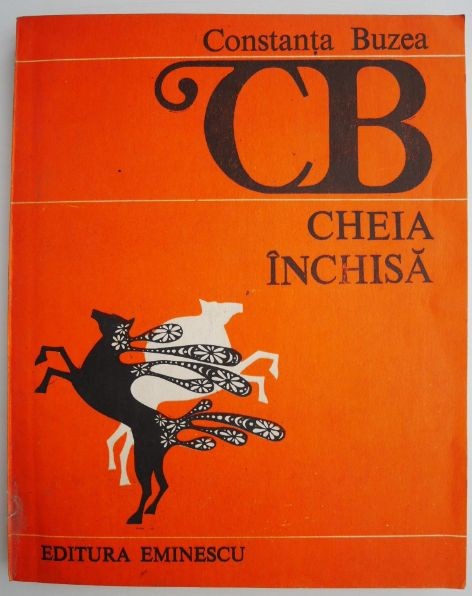 Constanța Buzea
CB
CHEIA
ÎNCHISĂ
EDITURA EMINESCU